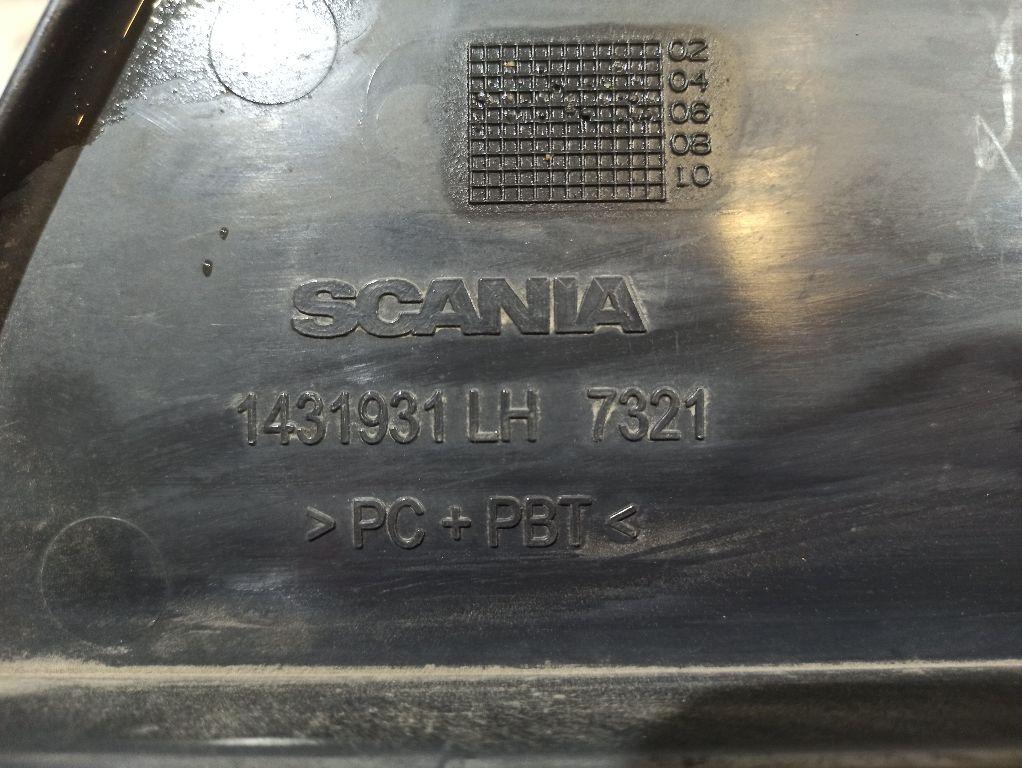 02
04
06
08
10
SCANIA
1431931 LH 7321
> PC + PBT <